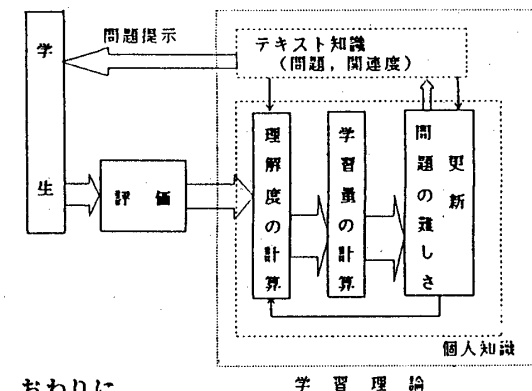 問題提示
テキスト知識
（問題，関連度）
学生
評価
理解度の計算
学習量の計算
問題の難しさ
更新
個人知識
学習理論
おわりに